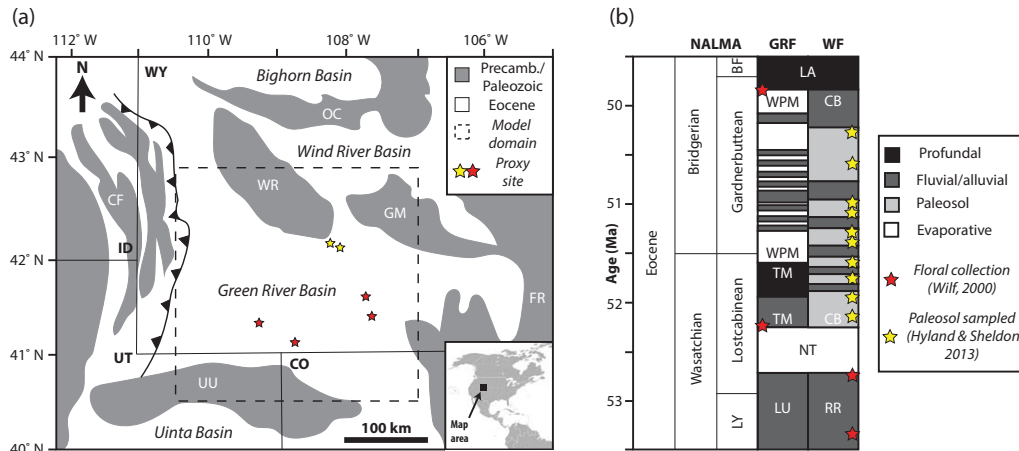 (a)
112° W
110° W
108° W
106° W
44° N
43° N
42° N
41° N
40° N
N
WY
Bighorn Basin
OC
Wind River Basin
WR
GM
CF
ID
Green River Basin
FR
UT
CO
UU
Uinta Basin
100 km
Map
area
Precamb./
Paleozoic
Eocene
Model
domain
Proxy
site
(b)
NALMA GRF WF
Age (Ma)
50
51
52
53
Eocene
Wasatchian
Bridgerian
LY
Lostcabinean
Gardnerbuttean
BF
LA
WPM
CB
WPM
TM
TM
CB
NT
LU
RR
Profundal
Fluvial/alluvial
Paleosol
Evaporative
Floral collection
(Wilf, 2000)
Paleosol sampled
(Hyland & Sheldon,
2013)